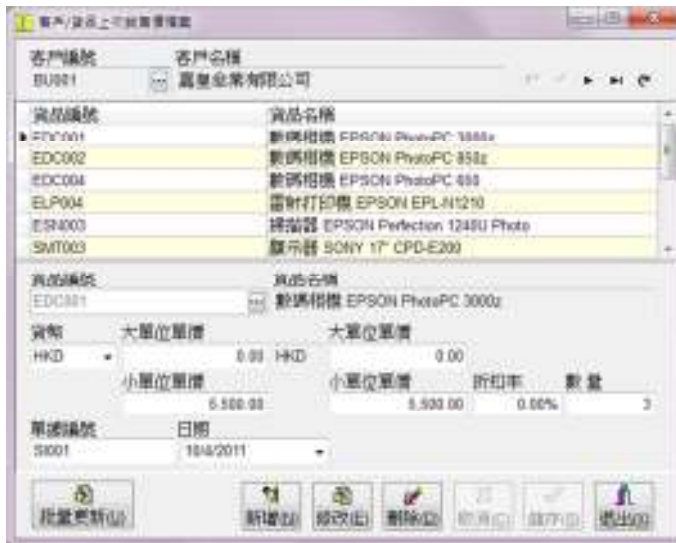 客戶/貨品上次銷售價檔案
客戶編號 客戶名稱
BU001 嘉皇企業有限公司
貨品編號 貨品名稱
EDC001 數碼相機 EPSON PhotoPC 3000z
EDC002 數碼相機 EPSON PhotoPC 850z
EDC004 數碼相機 EPSON PhotoPC 650
ELP004 雷射打印機 EPSON EPL-N1210
ESN003 掃描器 EPSON Perfection 1240U Photo
SMT003 顯示器 SONY 17" CPD-E200
貨品編號 貨品名稱
EDC001 數碼相機 EPSON PhotoPC 3000z
貨幣 大單位單價 大單位單價
HKD 0.00 HKD 0.00
小單位單價 小單位單價 折扣率 數量
5,500.00 5,500.00 0.00% 3
單據編號 日期
SI001 10/4/2011
批量更新(U) 新增(N) 修改(E) 刪除(D) 取消(C) 儲存(S) 退出(X)